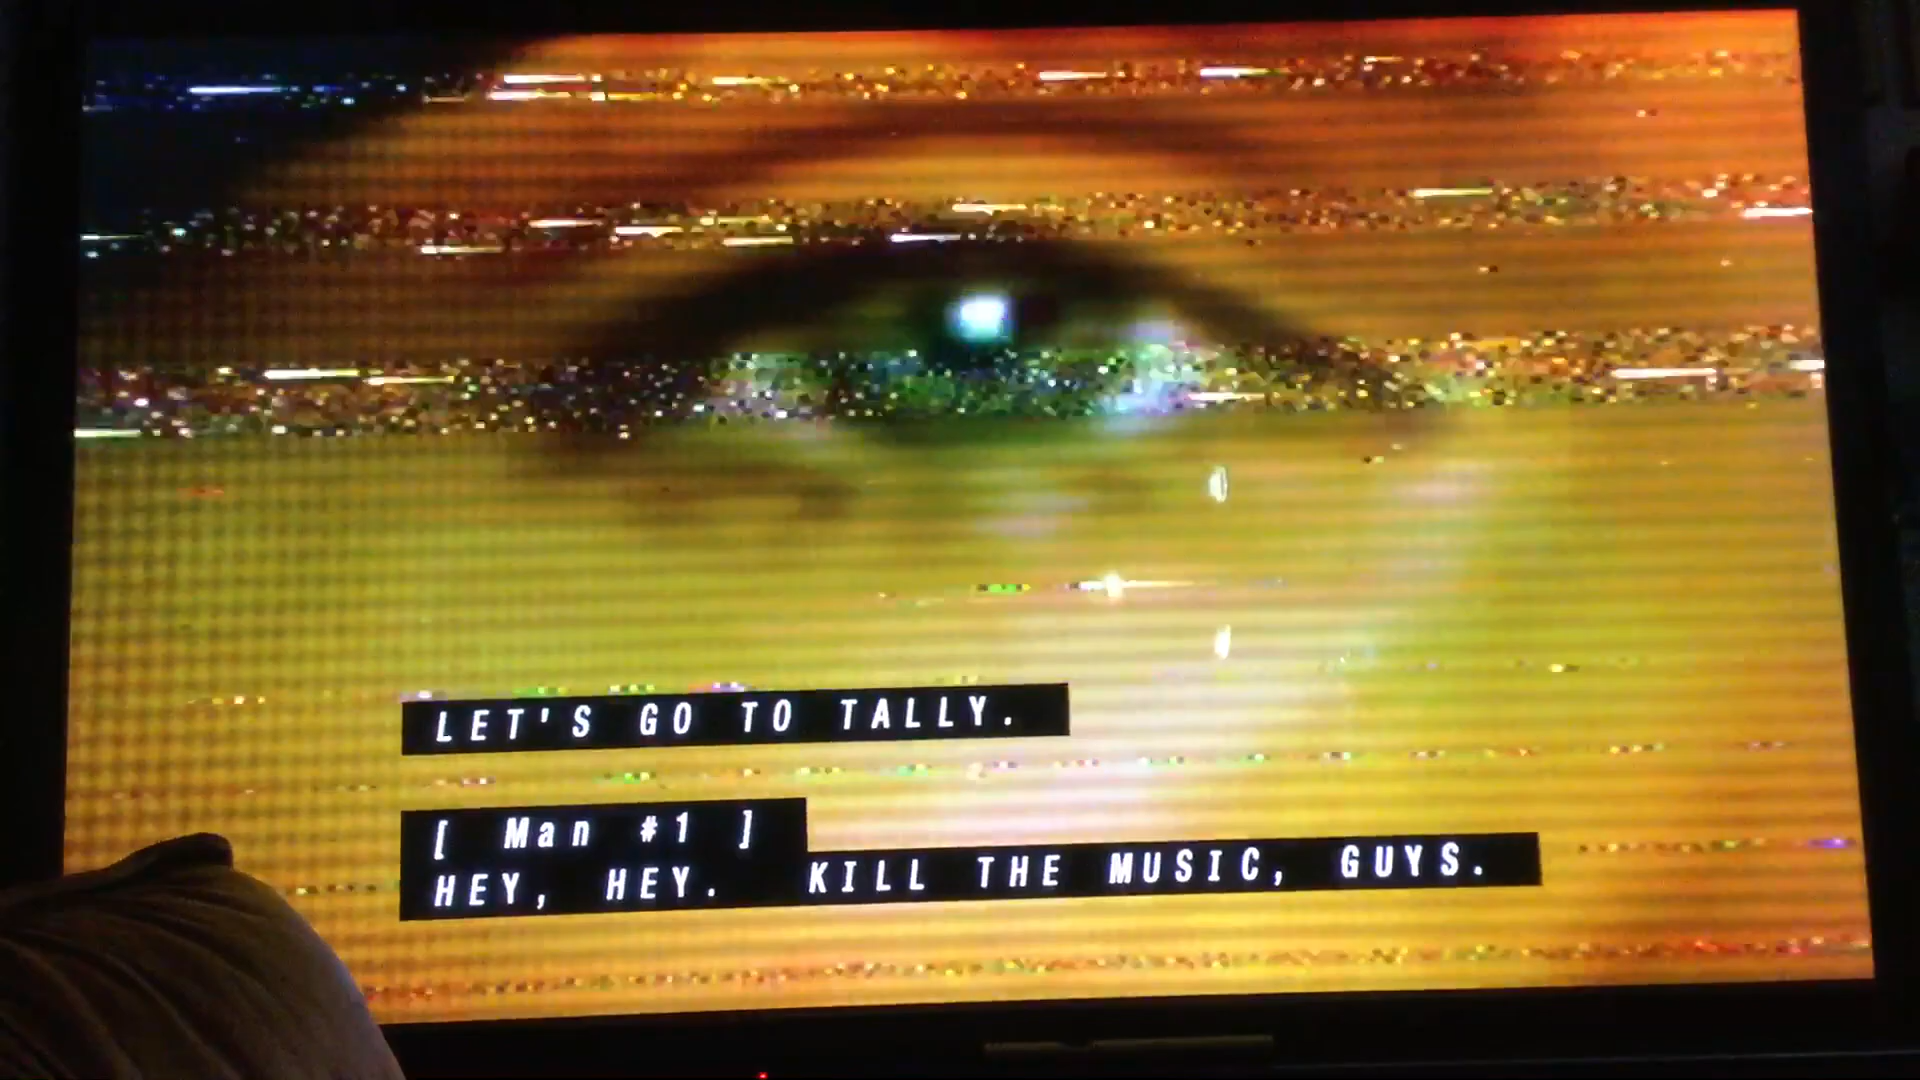 LET'S GO TO TALLY.
[ Man #1 ]
HEY, HEY. KILL THE MUSIC, GUYS.